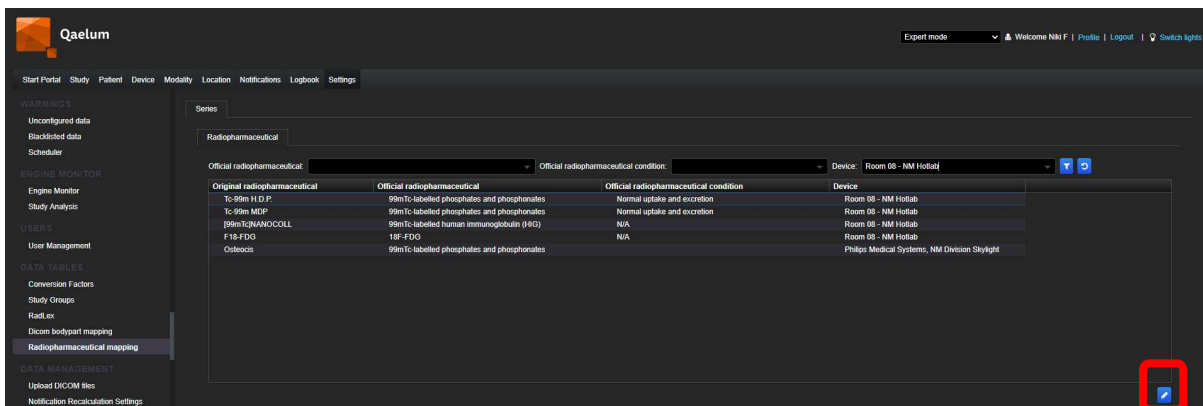 Qaelum
Expert mode Welcome Niki F | Profile | Logout | Switch lights
Start Portal Study Patient Device Modality Location Notifications Logbook Settings
WARNINGS
Unconfigured data
Blacklisted data
Scheduler
ENGINE MONITOR
Engine Monitor
Study Analysis
USERS
User Management
DATA TABLES
Conversion Factors
Study Groups
RadLex
Dicom bodypart mapping
Radiopharmaceutical mapping
DATA MANAGEMENT
Upload DICOM files
Notification Recalculation Settings
Series
Radiopharmaceutical
Official radiopharmaceutical: Official radiopharmaceutical condition: Device: Room 08 - NM Hotlab
Original radiopharmaceutical Official radiopharmaceutical Official radiopharmaceutical condition Device
Tc-99m H.D.P. 99mTc-labelled phosphates and phosphonates Normal uptake and excretion Room 08 - NM Hotlab
Tc-99m MDP 99mTc-labelled phosphates and phosphonates Normal uptake and excretion Room 08 - NM Hotlab
[99mTc]NANOCOLL 99mTc-labelled human immunoglobulin (HIG) N/A Room 08 - NM Hotlab
F18-FDG 18F-FDG N/A Room 08 - NM Hotlab
Osteocis 99mTc-labelled phosphates and phosphonates Philips Medical Systems, NM Division Skylight